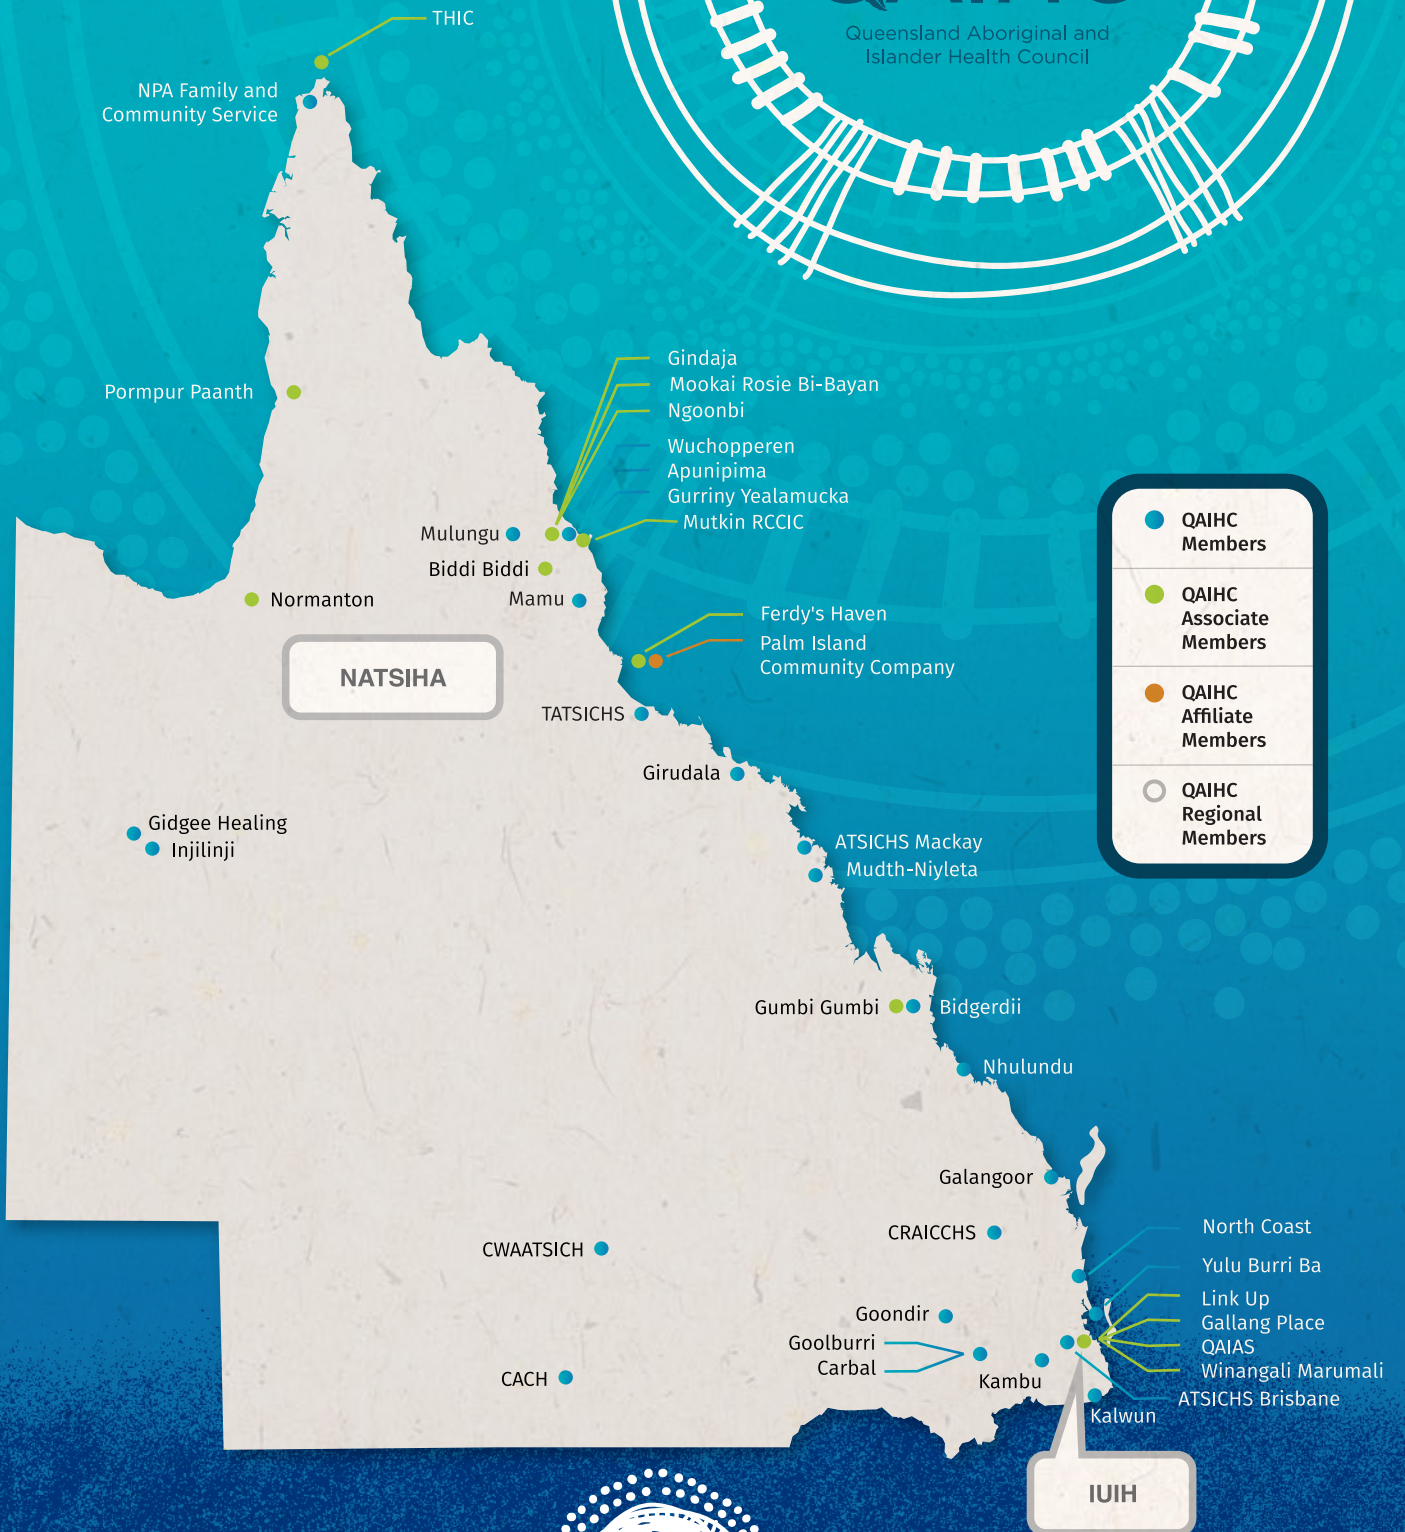 THIC
Queensland Aboriginal and
Islander Health Council
NPA Family and
Community Service
Pormpur Paanth
Gindaja
Mookai Rosie Bi-Bayan
Ngoonbi
Wuchopperen
Apunipima
Gurriny Yealamucka
Mutkin RCCIC
Mulungu
Biddi Biddi
Mamu
Normanton
NATSIHA
Ferdy's Haven
Palm Island
Community Company
TATSICHS
Girudala
Gidgee Healing
Injilinji
ATSICHS Mackay
Mudth-Niyleta
QAIHC
Members
QAIHC
Associate
Members
QAIHC
Affiliate
Members
QAIHC
Regional
Members
Gumbi Gumbi
Bidgerdii
Nhulundu
Galangoor
CRAICCHS
CWAATSICH
North Coast
Yulu Burri Ba
Link Up
Gallang Place
QAIAS
Winangali Marumali
ATSICHS Brisbane
Goondir
Goolburri
Carbal
Kambu
CACH
Kalwun
IUIH